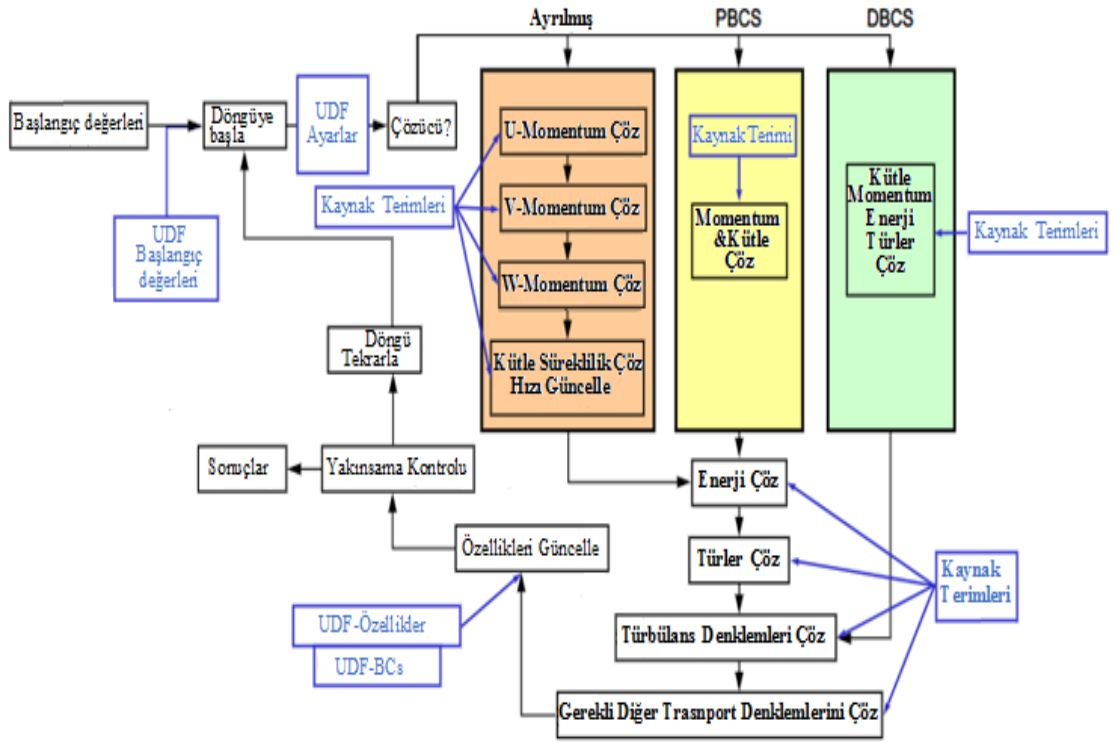 Ayrılmış
PBCS
DBCS
Başlangıç değerleri
Döngüye
başla
UDF
Ayarlar
Çözücü?
UDF
Başlangıç
değerleri
Kaynak Terimleri
U-Momentum Çöz
V-Momentum Çöz
W-Momentum Çöz
Kütle Süreklilik Çöz
Hızı Güncelle
Kaynak Terimi
Momentum
&Kütle
Çöz
Kütle
Momentum
Enerji
Türler
Çöz
Kaynak Terimleri
Döngü
Tekrarla
Sonuçlar
Yakınsama Kontrolu
Enerji Çöz
Özellikleri Güncelle
Türler Çöz
Kaynak
Terimleri
UDF-Özellikler
UDF-BCs
Türbülans Denklemleri Çöz
Gerekli Diğer Trasnport Denklemlerini Çöz